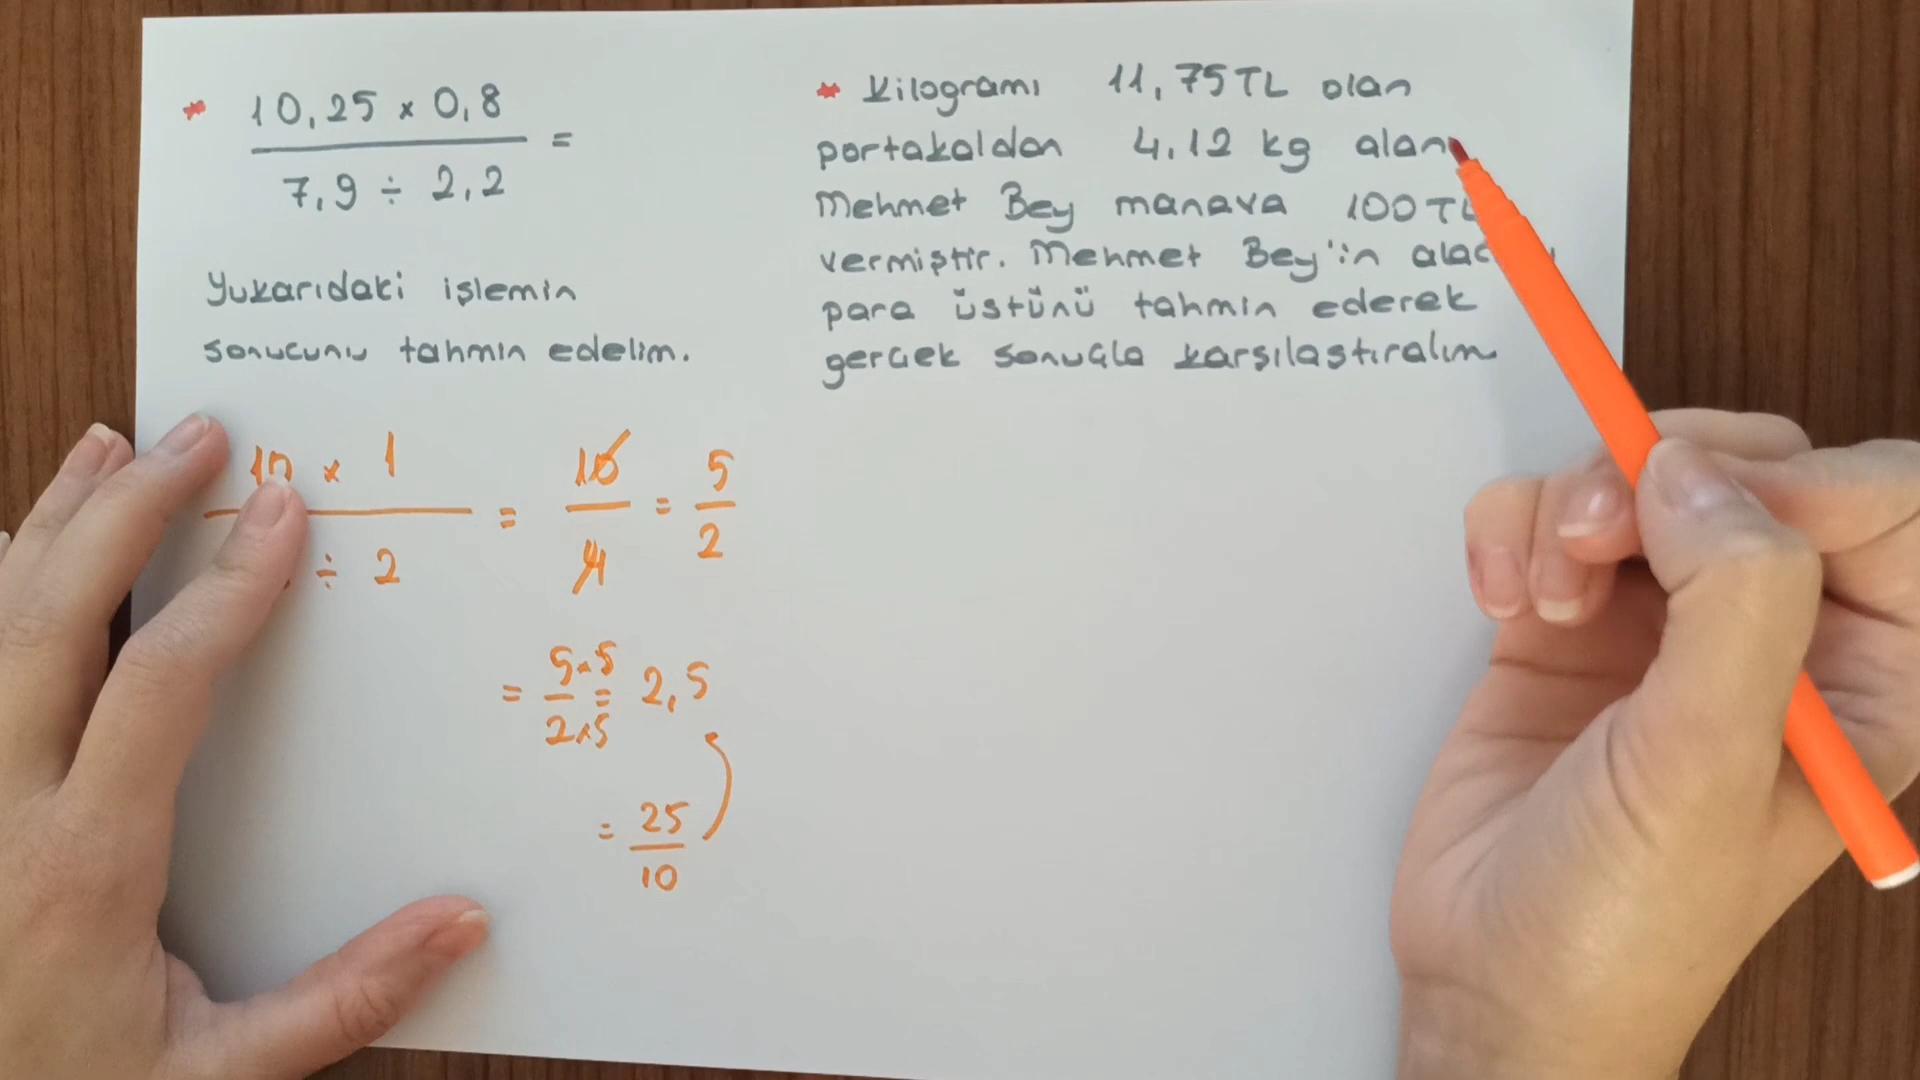 * 10,25 x 0,8
=
7,9 ÷ 2,2
Yukarıdaki işlemin
sonucunu tahmin edelim.
10 x 1
÷ 2
= 10
4
= 5
2
= 5x5
2x5
= 2,5
= 25
10
* Kilogramı 11,75TL olan
portakaldan 4,12 kg alan
Mehmet Bey manava 100TL
vermiştir. Mehmet Bey'in
para üstünü tahmin ederek
gerçek sonuçla karşılaştıralım